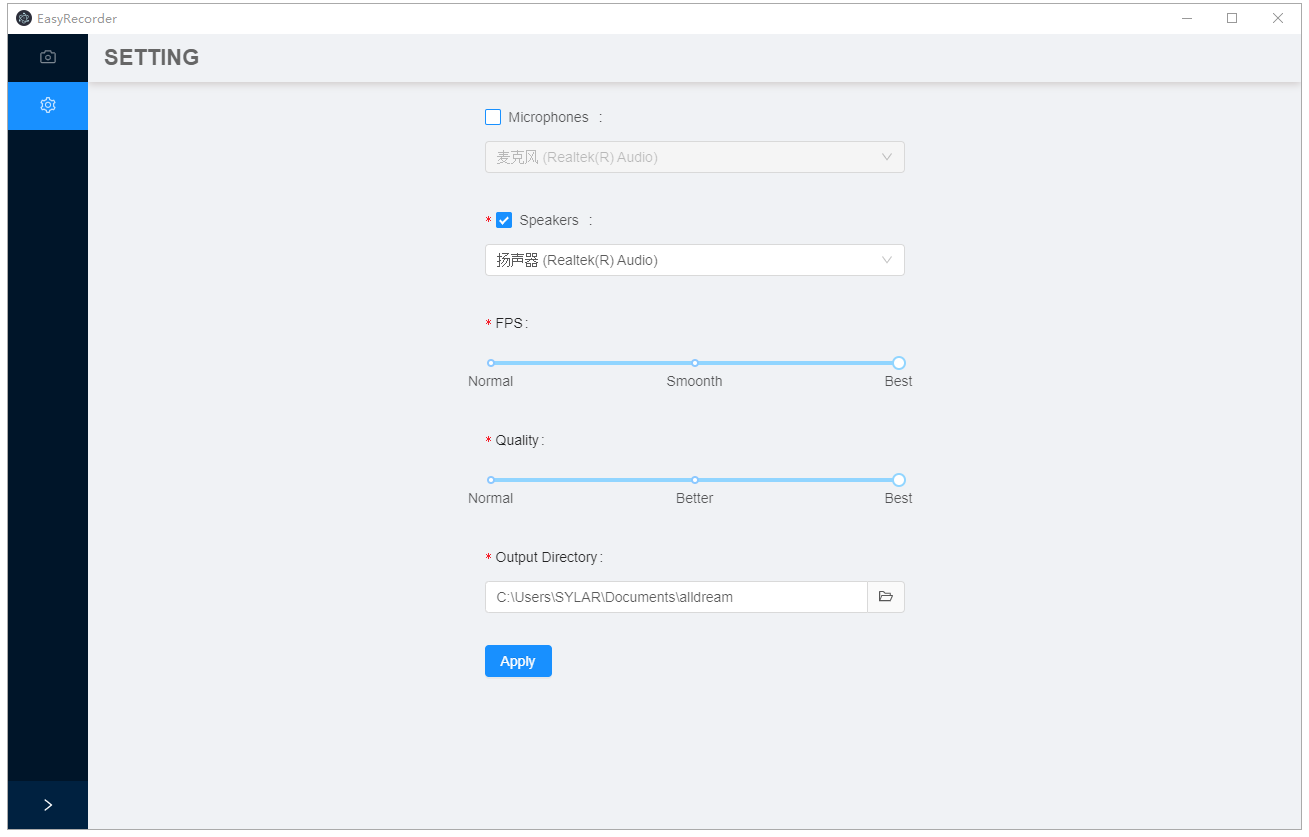 EasyRecorder
SETTING
Microphones :
麦克风 (Realtek(R) Audio)
* Speakers :
扬声器 (Realtek(R) Audio)
* FPS:
Normal Smoonth Best
* Quality:
Normal Better Best
* Output Directory:
C:\Users\SYLAR\Documents\alldream
Apply